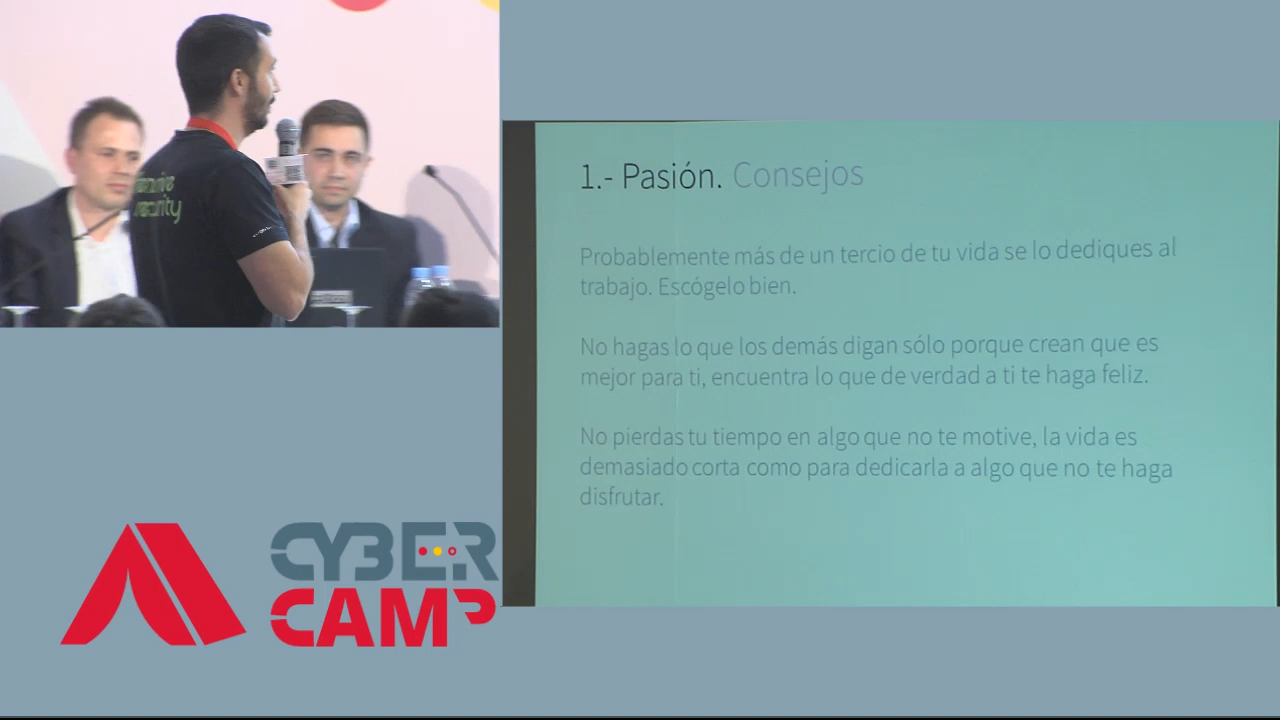 1.- Pasión. Consejos
Probablemente más de un tercio de tu vida se lo dediques al
trabajo. Escógelo bien.
No hagas lo que los demás digan sólo porque crean que es
mejor para ti, encuentra lo que de verdad a ti te haga feliz.
No pierdas tu tiempo en algo que no te motive, la vida es
demasiado corta como para dedicarla a algo que no te haga
disfrutar.
CYBER
CAMP